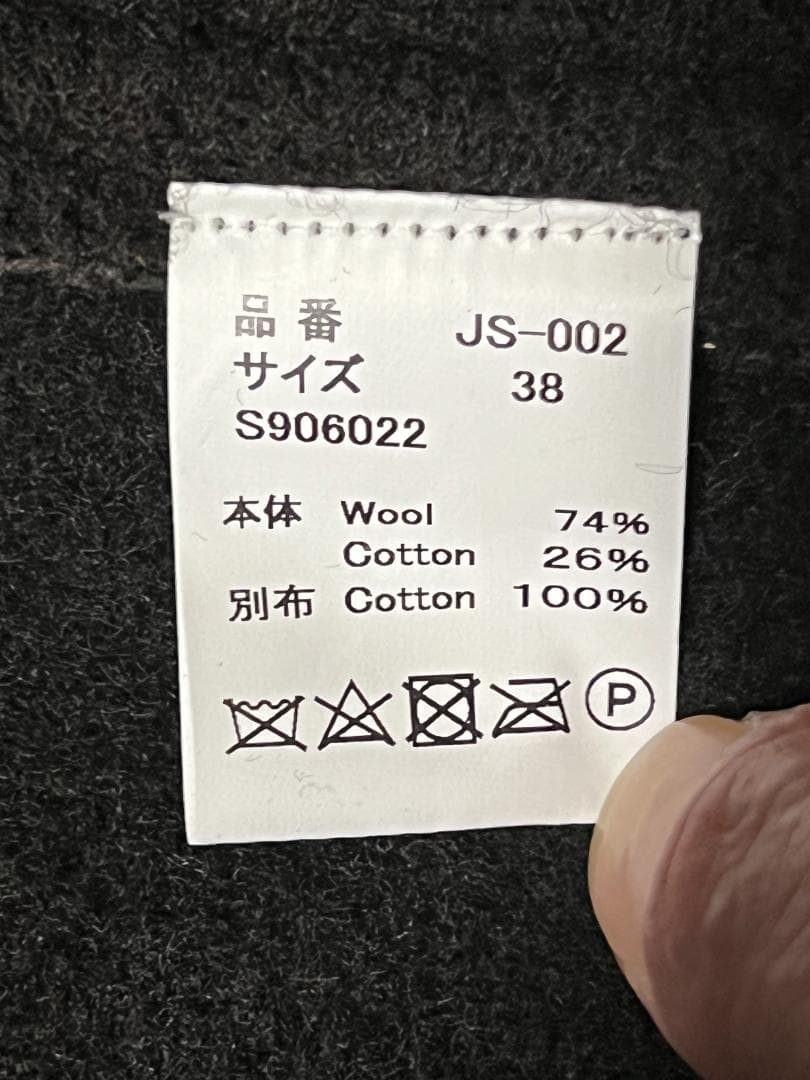 品番 JS-002
サイズ 38
S906022
本体 Wool 74%
Cotton 26%
別布 Cotton 100%
P